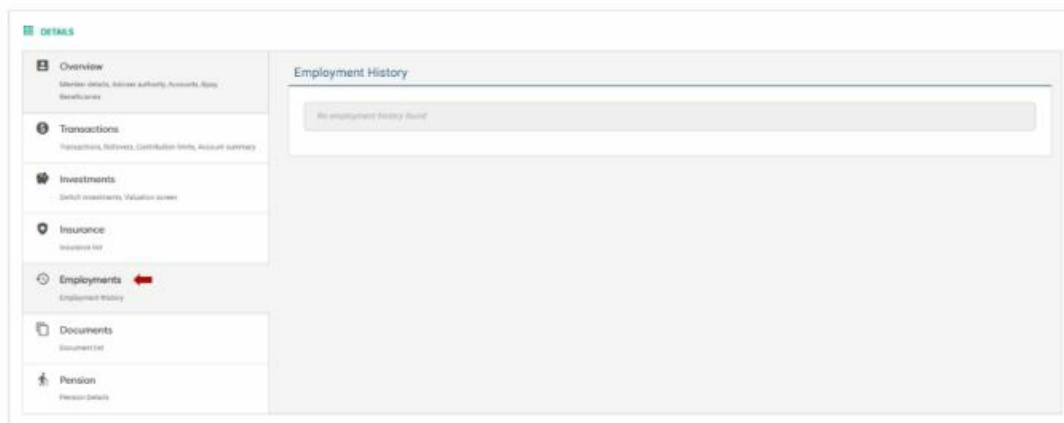 DETAILS
Overview
Member details, Adviser authority, Accounts, Bpay,
Beneficiaries
Transactions
Transactions, Rollovers, Contribution limits, Account summary
Investments
Default investments, Valuation screen
Insurance
Insurance list
Employments
Employment History
Documents
Document list
Pension
Pension Details
Employment History
No employment history found